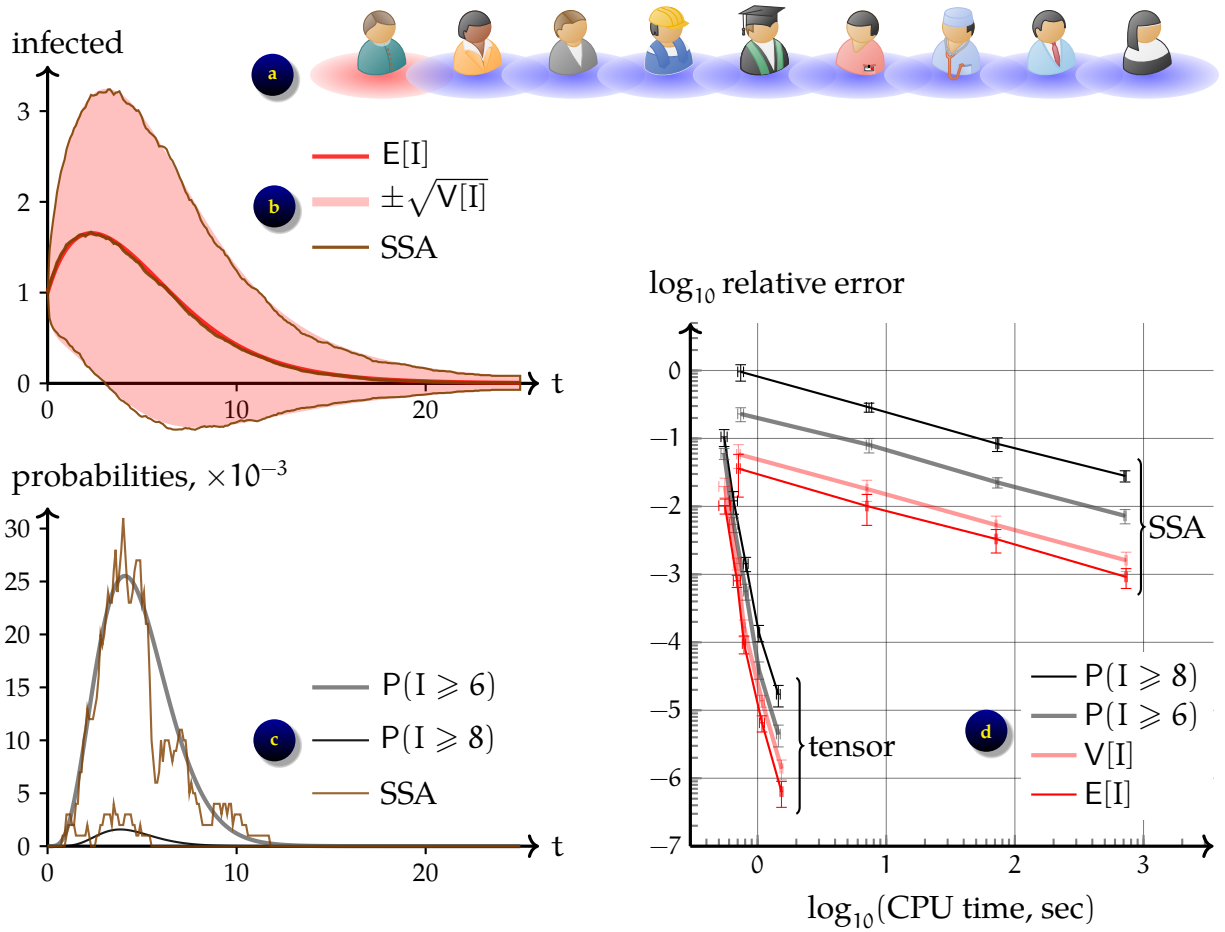 a
infected
3
2
1
0
0
10
20
t
b
E[I]
±√V[I]
SSA
probabilities, ×10⁻³
30
25
20
15
10
5
0
0
10
20
t
P(I ⩾ 6)
P(I ⩾ 8)
SSA
c
log₁₀ relative error
0
−1
−2
−3
−4
−5
−6
−7
0
1
2
3
SSA
tensor
d
P(I ⩾ 8)
P(I ⩾ 6)
V[I]
E[I]
log₁₀(CPU time, sec)